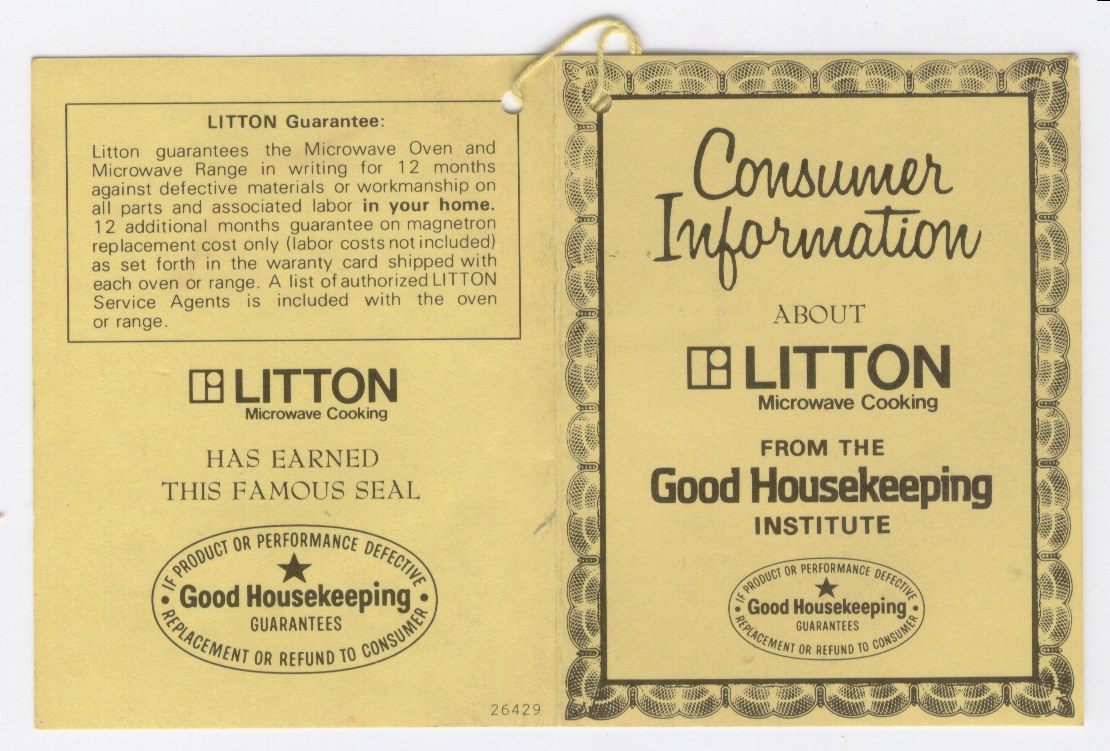 LITTON Guarantee:
Litton guarantees the Microwave Oven and
Microwave Range in writing for 12 months
against defective materials or workmanship on
all parts and associated labor in your home.
12 additional months guarantee on magnetron
replacement cost only (labor costs not included)
as set forth in the waranty card shipped with
each oven or range. A list of authorized LITTON
Service Agents is included with the oven
or range.
LITTON
Microwave Cooking
HAS EARNED
THIS FAMOUS SEAL
IF PRODUCT OR PERFORMANCE DEFECTIVE
Good Housekeeping
GUARANTEES
REPLACEMENT OR REFUND TO CONSUMER
26429
Consumer
Information
ABOUT
LITTON
Microwave Cooking
FROM THE
Good Housekeeping
INSTITUTE
IF PRODUCT OR PERFORMANCE DEFECTIVE
Good Housekeeping
GUARANTEES
REPLACEMENT OR REFUND TO CONSUMER